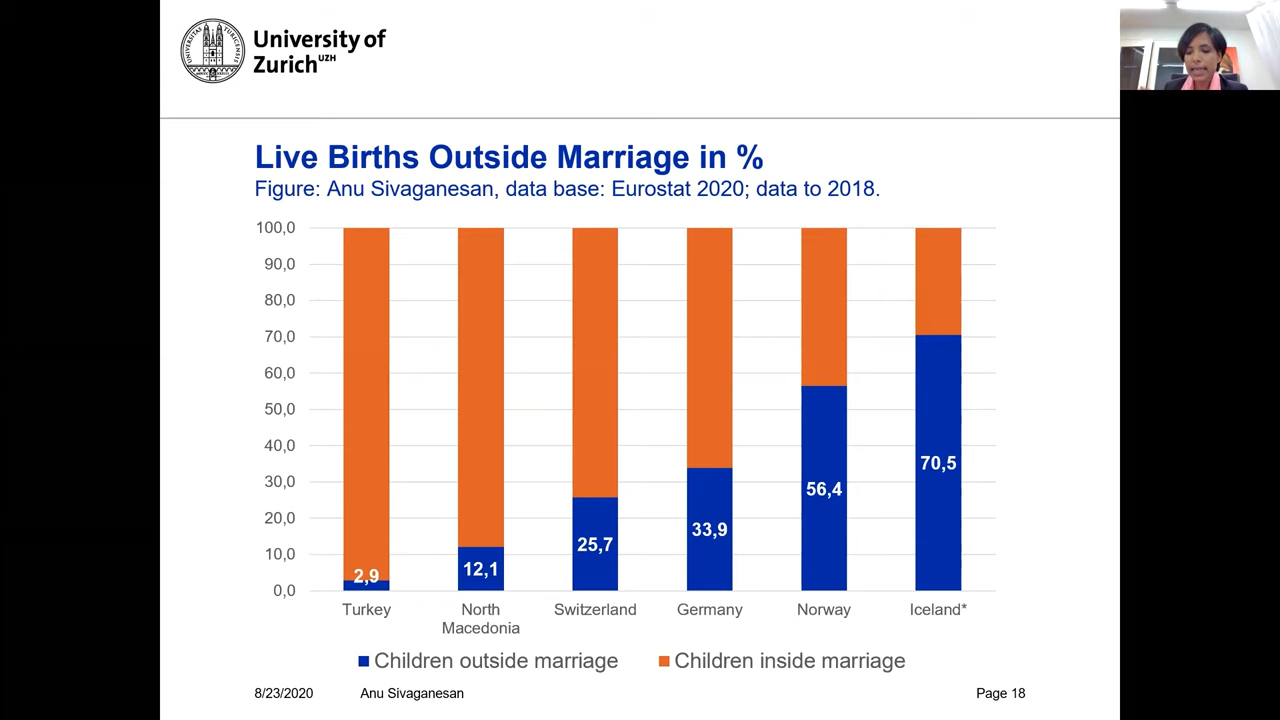 University of
Zurich UZH
Live Births Outside Marriage in %
Figure: Anu Sivaganesan, data base: Eurostat 2020; data to 2018.
100,0
90,0
80,0
70,0
60,0
50,0
40,0
30,0
20,0
10,0
0,0
2,9
12,1
25,7
33,9
56,4
70,5
Turkey
North
Macedonia
Switzerland
Germany
Norway
Iceland*
Children outside marriage
Children inside marriage
8/23/2020
Anu Sivaganesan
Page 18